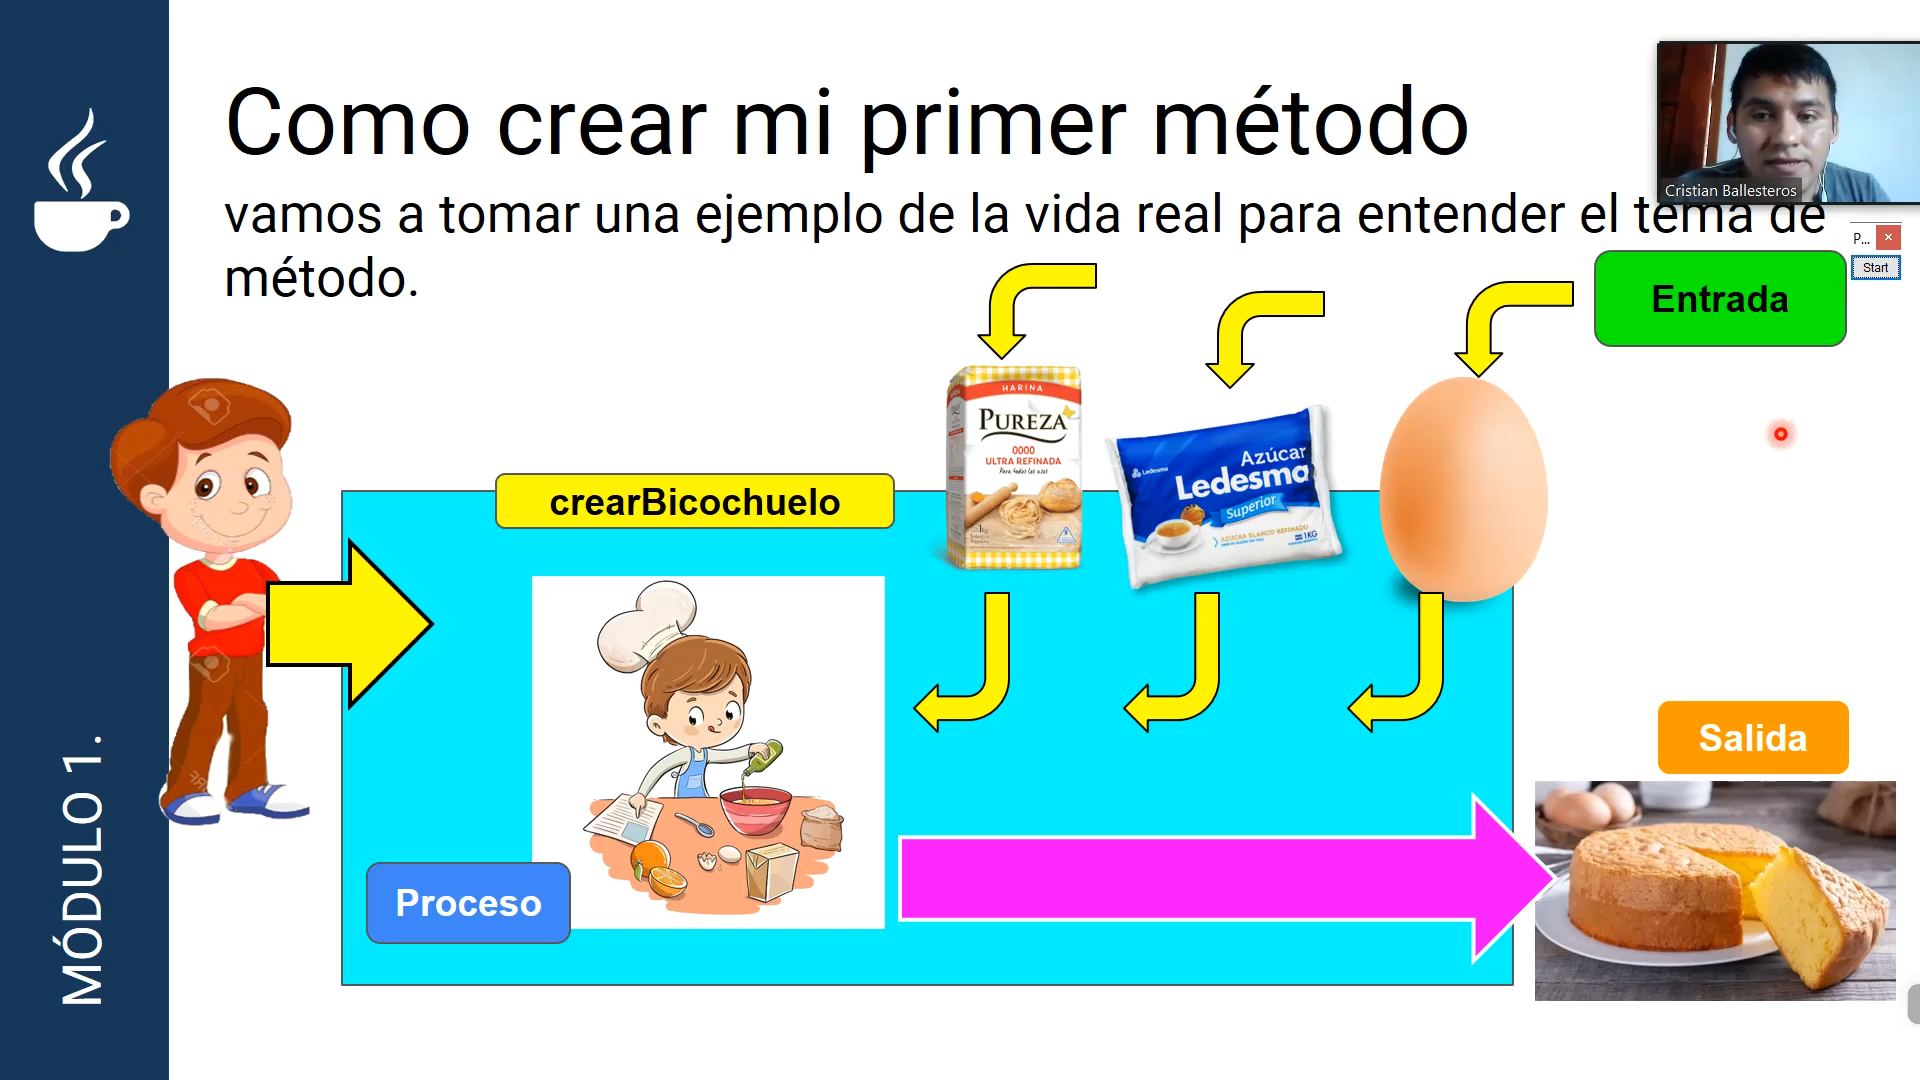 Como crear mi primer método
Cristian Ballesteros
vamos a tomar una ejemplo de la vida real para entender el tema de
método.
P...
Start
Entrada
HARINA
PUREZA
0000
ULTRA REFINADA
Para todos los usos
Ledesma
Azúcar
Ledesma
Superior
AZÚCAR BLANCO REFINADO
1KG
crearBicochuelo
Salida
Proceso
MÓDULO 1.